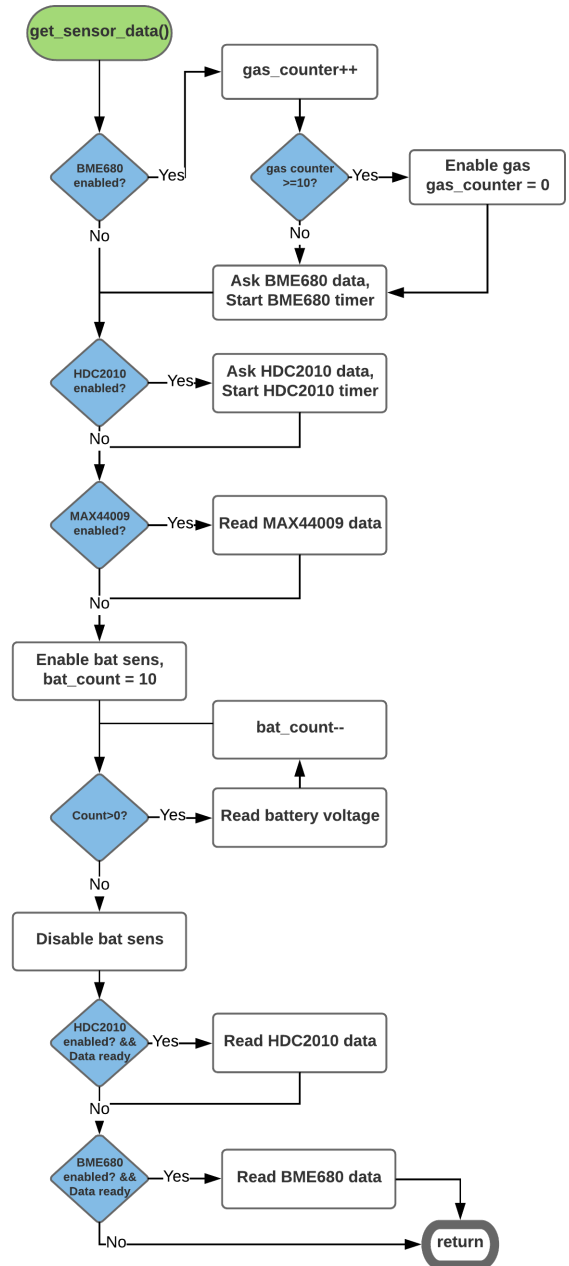 get_sensor_data()
gas_counter++
BME680
enabled?
Yes
gas counter
>=10?
Yes
Enable gas
gas_counter = 0
No
No
Ask BME680 data,
Start BME680 timer
HDC2010
enabled?
Yes
Ask HDC2010 data,
Start HDC2010 timer
No
MAX44009
enabled?
Yes
Read MAX44009 data
No
Enable bat sens,
bat_count = 10
bat_count--
Count>0?
Yes
Read battery voltage
No
Disable bat sens
HDC2010
enabled? &&
Data ready
Yes
Read HDC2010 data
No
BME680
enabled? &&
Data ready
Yes
Read BME680 data
No
return